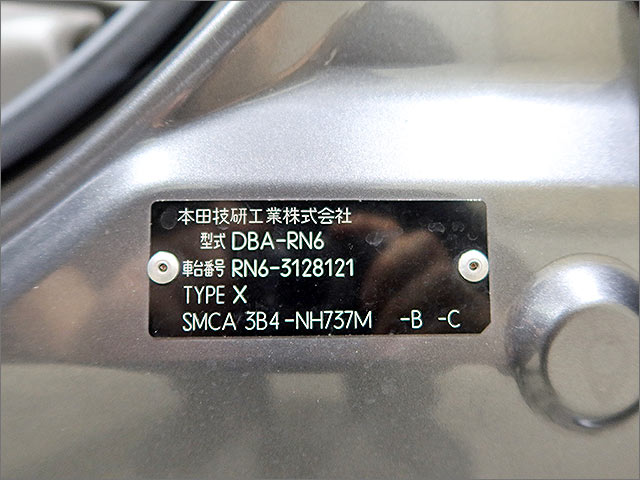 本田技研工業株式会社
型式 DBA-RN6
車台番号 RN6-3128121
TYPE X
SMCA 3B4-NH737M -B -C